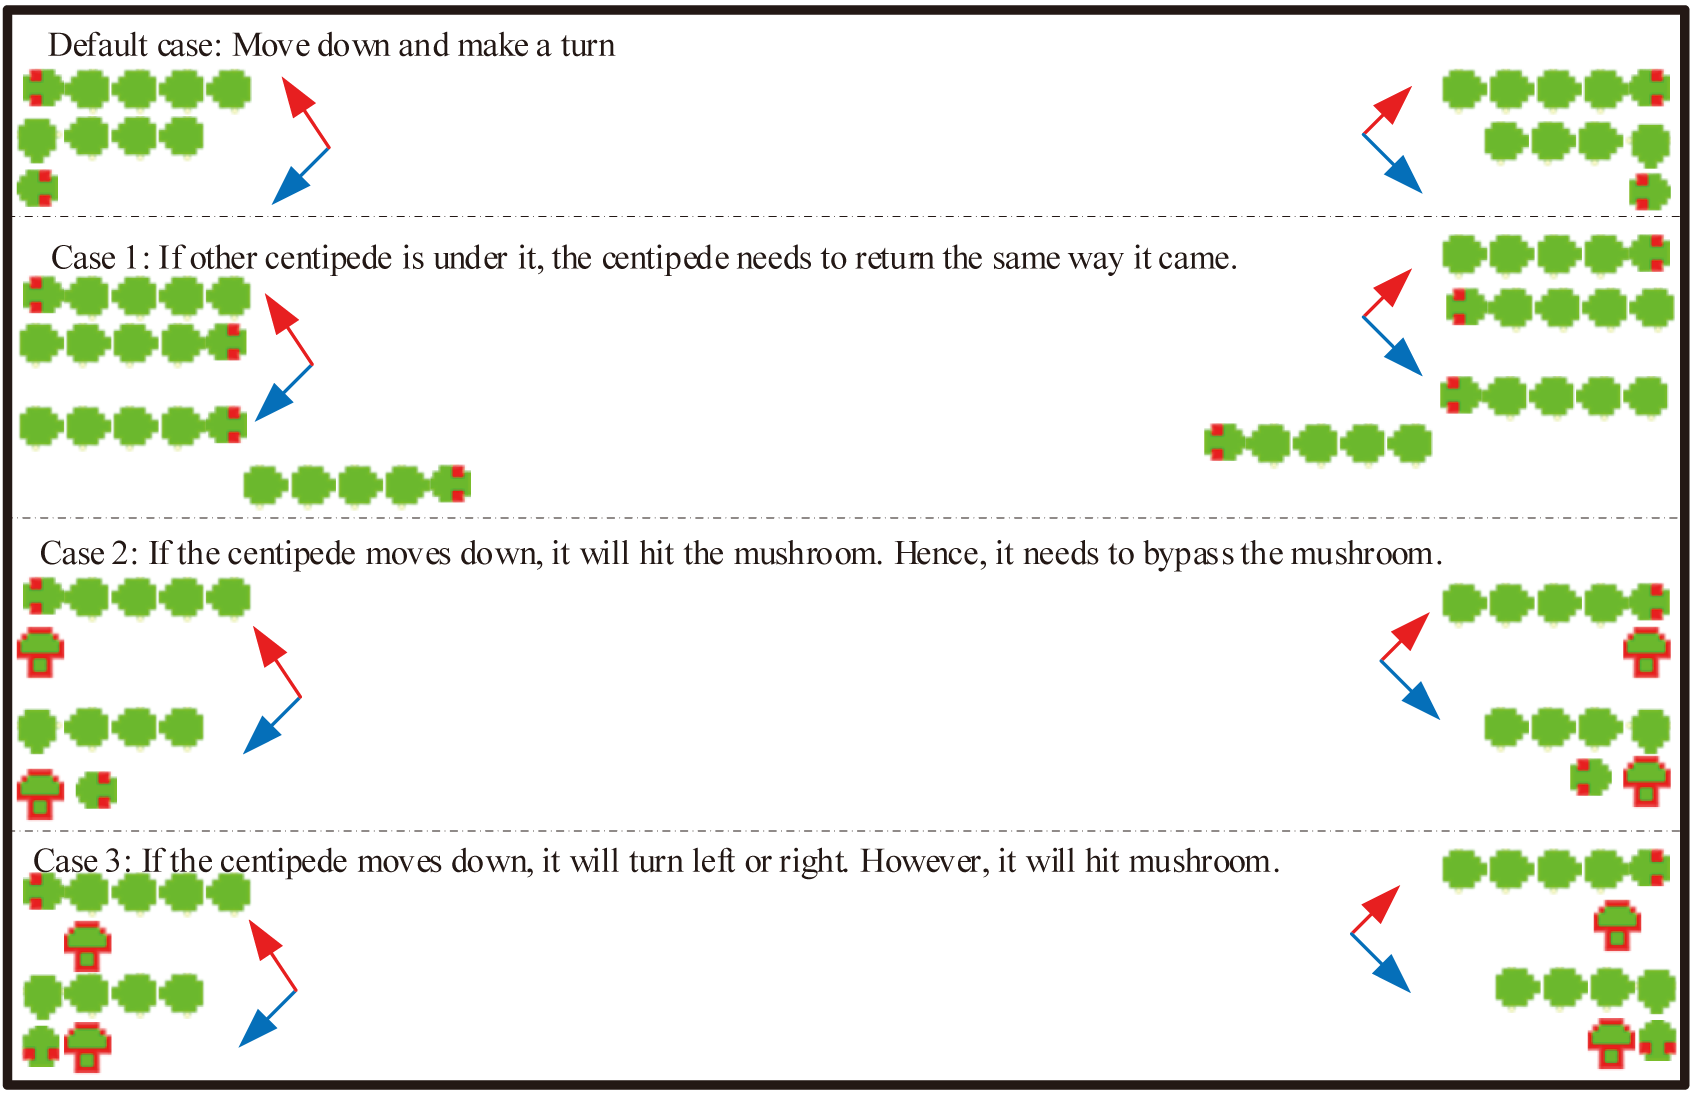 Default case: Move down and make a turn
Case 1: If other centipede is under it, the centipede needs to return the same way it came.
Case 2: If the centipede moves down, it will hit the mushroom. Hence, it needs to bypass the mushroom.
Case 3: If the centipede moves down, it will turn left or right. However, it will hit mushroom.